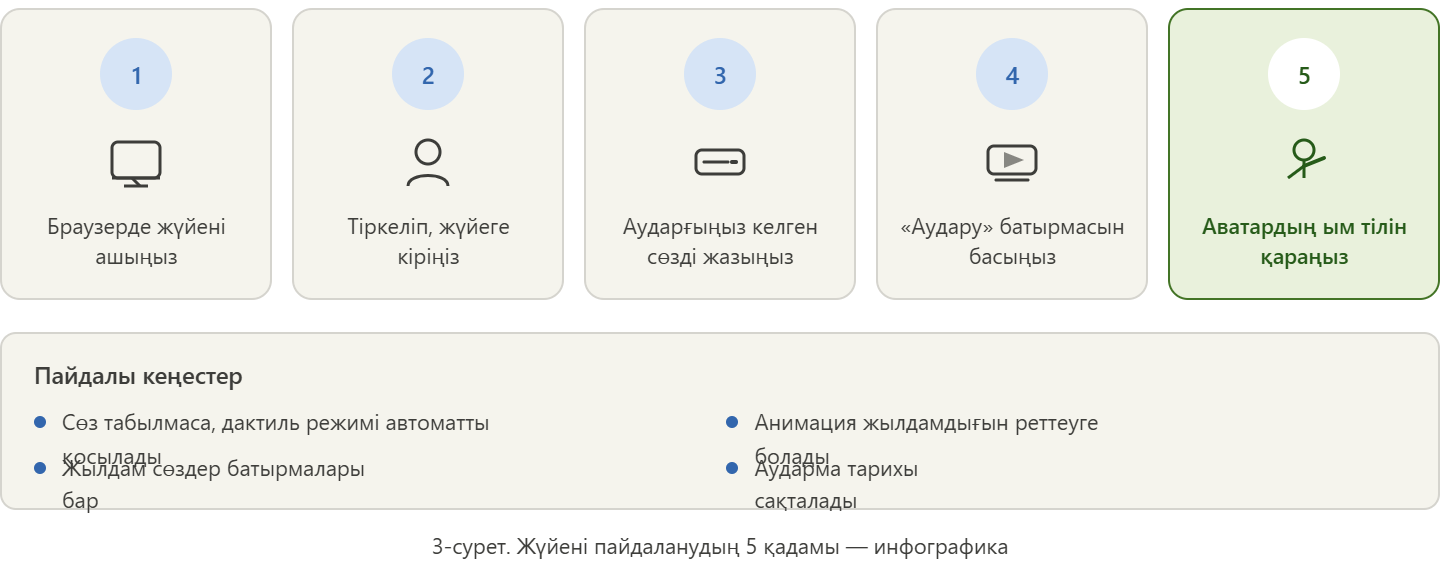 1
Браузерде жүйені
ашыңыз
2
Тіркеліп, жүйеге
кіріңіз
3
Аударғыңыз келген
сөзді жазыңыз
4
«Аудару» батырмасын
басыңыз
5
Аватардың ым тілін
қараңыз
Пайдалы кеңестер
Сөз табылмаса, дактиль режимі автоматты
қосылады
Жылдам сөздер батырмалары
бар
Анимация жылдамдығын реттеуге
болады
Аударма тарихы
сақталады
3-сурет. Жүйені пайдаланудың 5 қадамы — инфографика